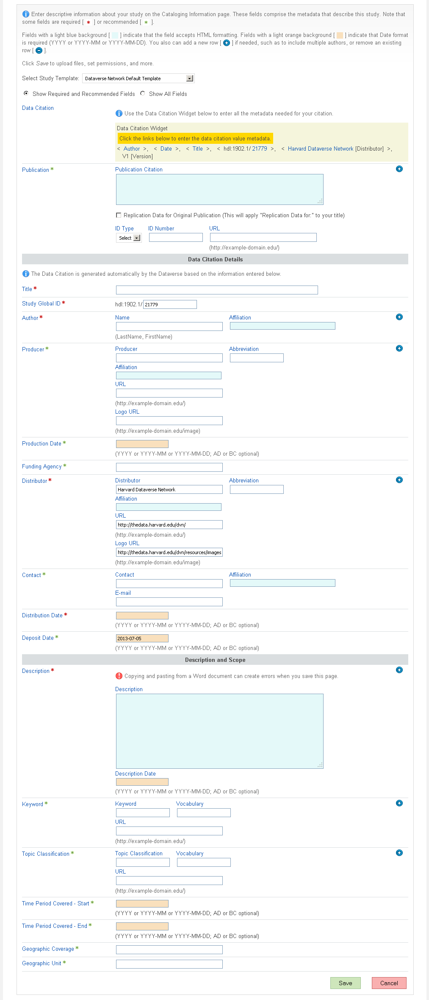 Enter descriptive information about your study on the Cataloging Information page. These fields comprise the metadata that describe this study. Note that
some fields are required [ * ] or recommended [ * ].
Fields with a light blue background [ ] indicate that the field accepts HTML formatting. Fields with a light orange background [ ] indicate that Date format
is required (YYYY or YYYY-MM or YYYY-MM-DD). You also can add a new row [ ] if needed, such as to include multiple authors, or remove an existing
row [ ].
Click Save to upload files, set permissions, and more.
Select Study Template: Dataverse Network Default Template
Show Required and Recommended Fields Show All Fields
Data Citation
Use the Data Citation Widget below to enter all the metadata needed for your citation.
Data Citation Widget
Click the links below to enter the data citation value metadata.
< Author >, < Date >, < Title >, < hdl:1902.1/ 21779 >, < Harvard Dataverse Network [Distributor] >,
V1 [Version]
Publication * Publication Citation
Replication Data for Original Publication (This will apply "Replication Data for:" to your title)
ID Type ID Number URL
Select
(http://example-domain.edu/)
Data Citation Details
The Data Citation is generated automatically by the Dataverse based on the information entered below.
Title *
Study Global ID * hdl:1902.1/ 21779
Author * Name Affiliation
(LastName, FirstName)
Producer * Producer Abbreviation
Affiliation
URL
(http://example-domain.edu/)
Logo URL
(http://example-domain.edu/image)
Production Date *
(YYYY or YYYY-MM or YYYY-MM-DD; AD or BC optional)
Funding Agency *
Distributor * Distributor Abbreviation
Harvard Dataverse Network
Affiliation
URL
http://thedata.harvard.edu/dvn/
(http://example-domain.edu/)
Logo URL
http://thedata.harvard.edu/dvn/resources/images
(http://example-domain.edu/image)
Contact * Contact Affiliation
E-mail
Distribution Date *
(YYYY or YYYY-MM or YYYY-MM-DD; AD or BC optional)
Deposit Date * 2013-07-05
(YYYY or YYYY-MM or YYYY-MM-DD; AD or BC optional)
Description and Scope
Description *
Copying and pasting from a Word document can create errors when you save this page.
Description
Description Date
(YYYY or YYYY-MM or YYYY-MM-DD; AD or BC optional)
Keyword * Keyword Vocabulary
URL
(http://example-domain.edu/)
Topic Classification * Topic Classification Vocabulary
URL
(http://example-domain.edu/)
Time Period Covered - Start *
(YYYY or YYYY-MM or YYYY-MM-DD; AD or BC optional)
Time Period Covered - End *
(YYYY or YYYY-MM or YYYY-MM-DD; AD or BC optional)
Geographic Coverage *
Geographic Unit *
Save Cancel